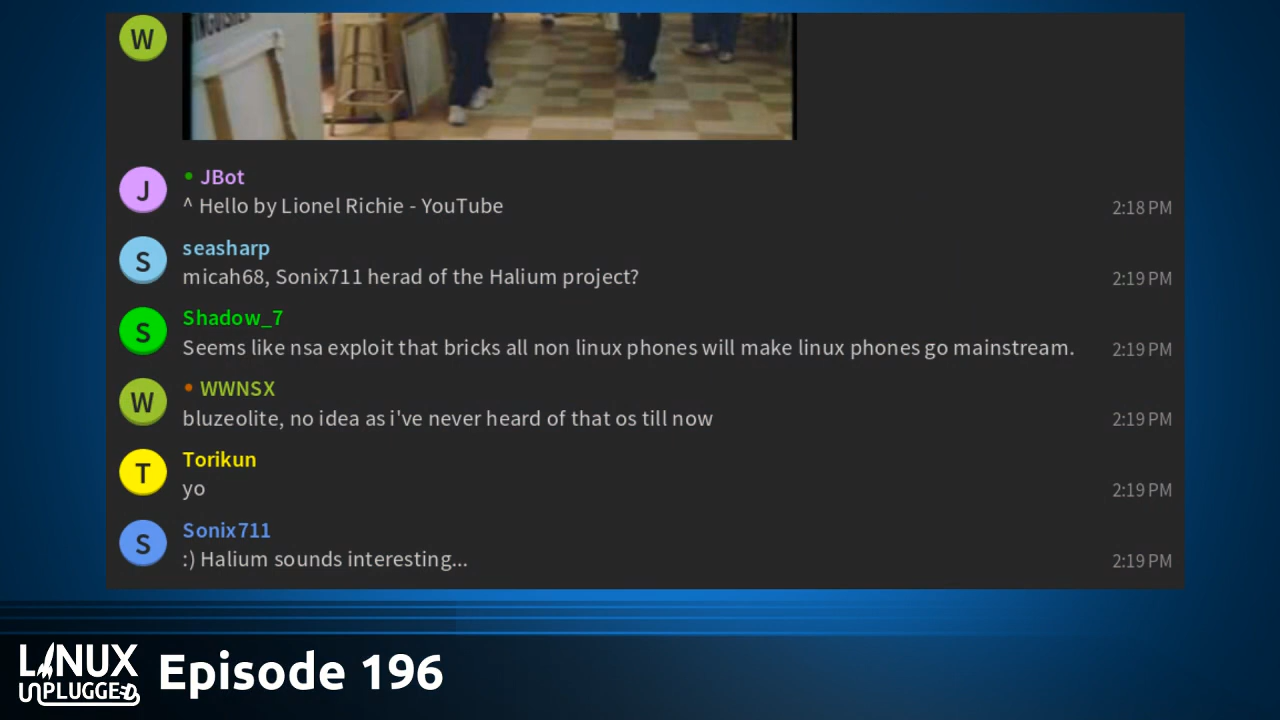 W
J
JBot
^ Hello by Lionel Richie - YouTube
2:18 PM
S
seasharp
micah68, Sonix711 herad of the Halium project?
2:19 PM
S
Shadow_7
Seems like nsa exploit that bricks all non linux phones will make linux phones go mainstream.
2:19 PM
W
WWNSX
bluzeolite, no idea as i've never heard of that os till now
2:19 PM
T
Torikun
yo
2:19 PM
S
Sonix711
:) Halium sounds interesting...
2:19 PM
LINUX
UNPLUGGED
Episode 196